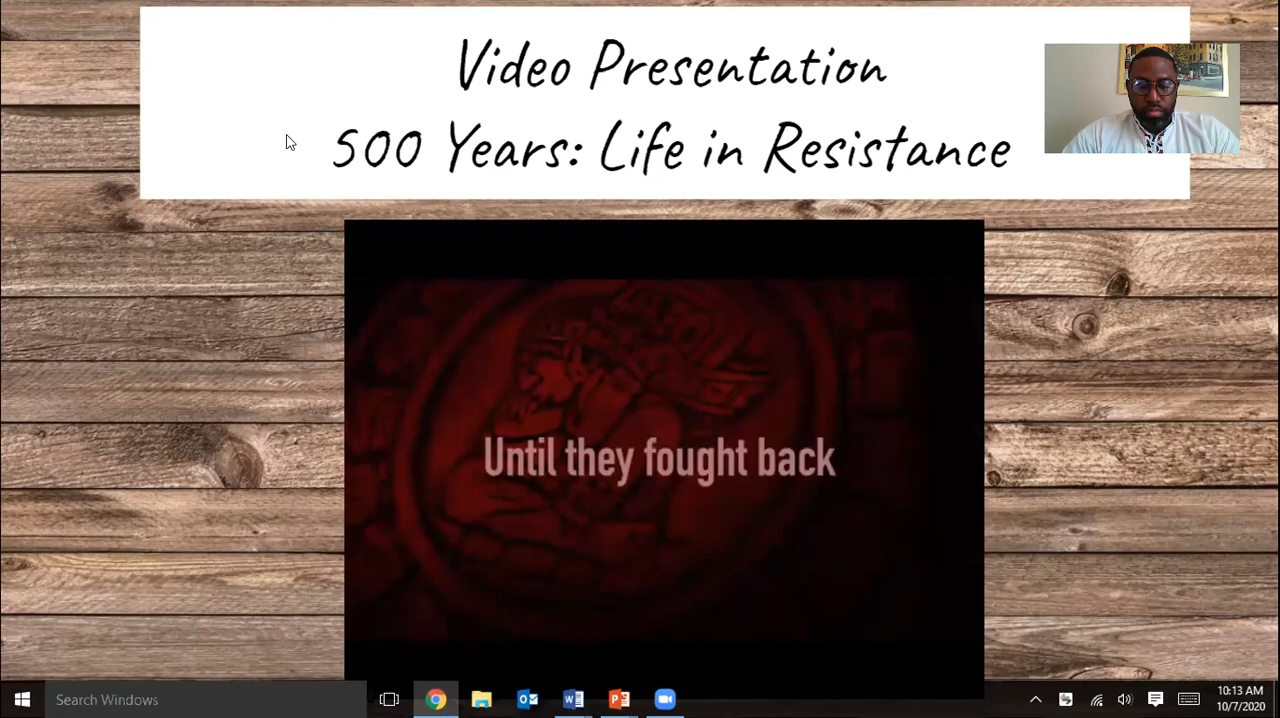 Video Presentation
500 Years: Life in Resistance
Until they fought back
Search Windows
10:13 AM
10/7/2020